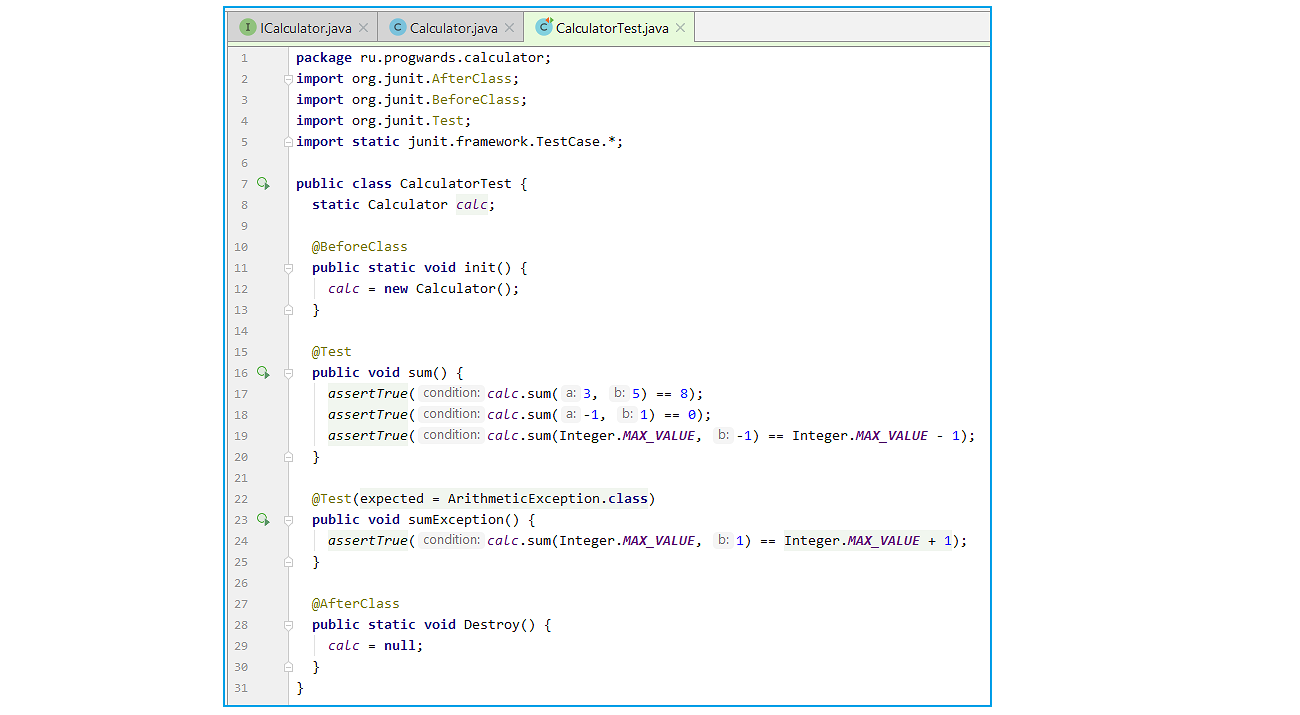 ICalculator.java Calculator.java CalculatorTest.java
1 package ru.progwards.calculator;
2 import org.junit.AfterClass;
3 import org.junit.BeforeClass;
4 import org.junit.Test;
5 import static junit.framework.TestCase.*;
6
7 public class CalculatorTest {
8 static Calculator calc;
9
10 @BeforeClass
11 public static void init() {
12 calc = new Calculator();
13 }
14
15 @Test
16 public void sum() {
17 assertTrue( condition: calc.sum( a: 3, b: 5) == 8);
18 assertTrue( condition: calc.sum( a: -1, b: 1) == 0);
19 assertTrue( condition: calc.sum(Integer.MAX_VALUE, b: -1) == Integer.MAX_VALUE - 1);
20 }
21
22 @Test(expected = ArithmeticException.class)
23 public void sumException() {
24 assertTrue( condition: calc.sum(Integer.MAX_VALUE, b: 1) == Integer.MAX_VALUE + 1);
25 }
26
27 @AfterClass
28 public static void Destroy() {
29 calc = null;
30 }
31 }